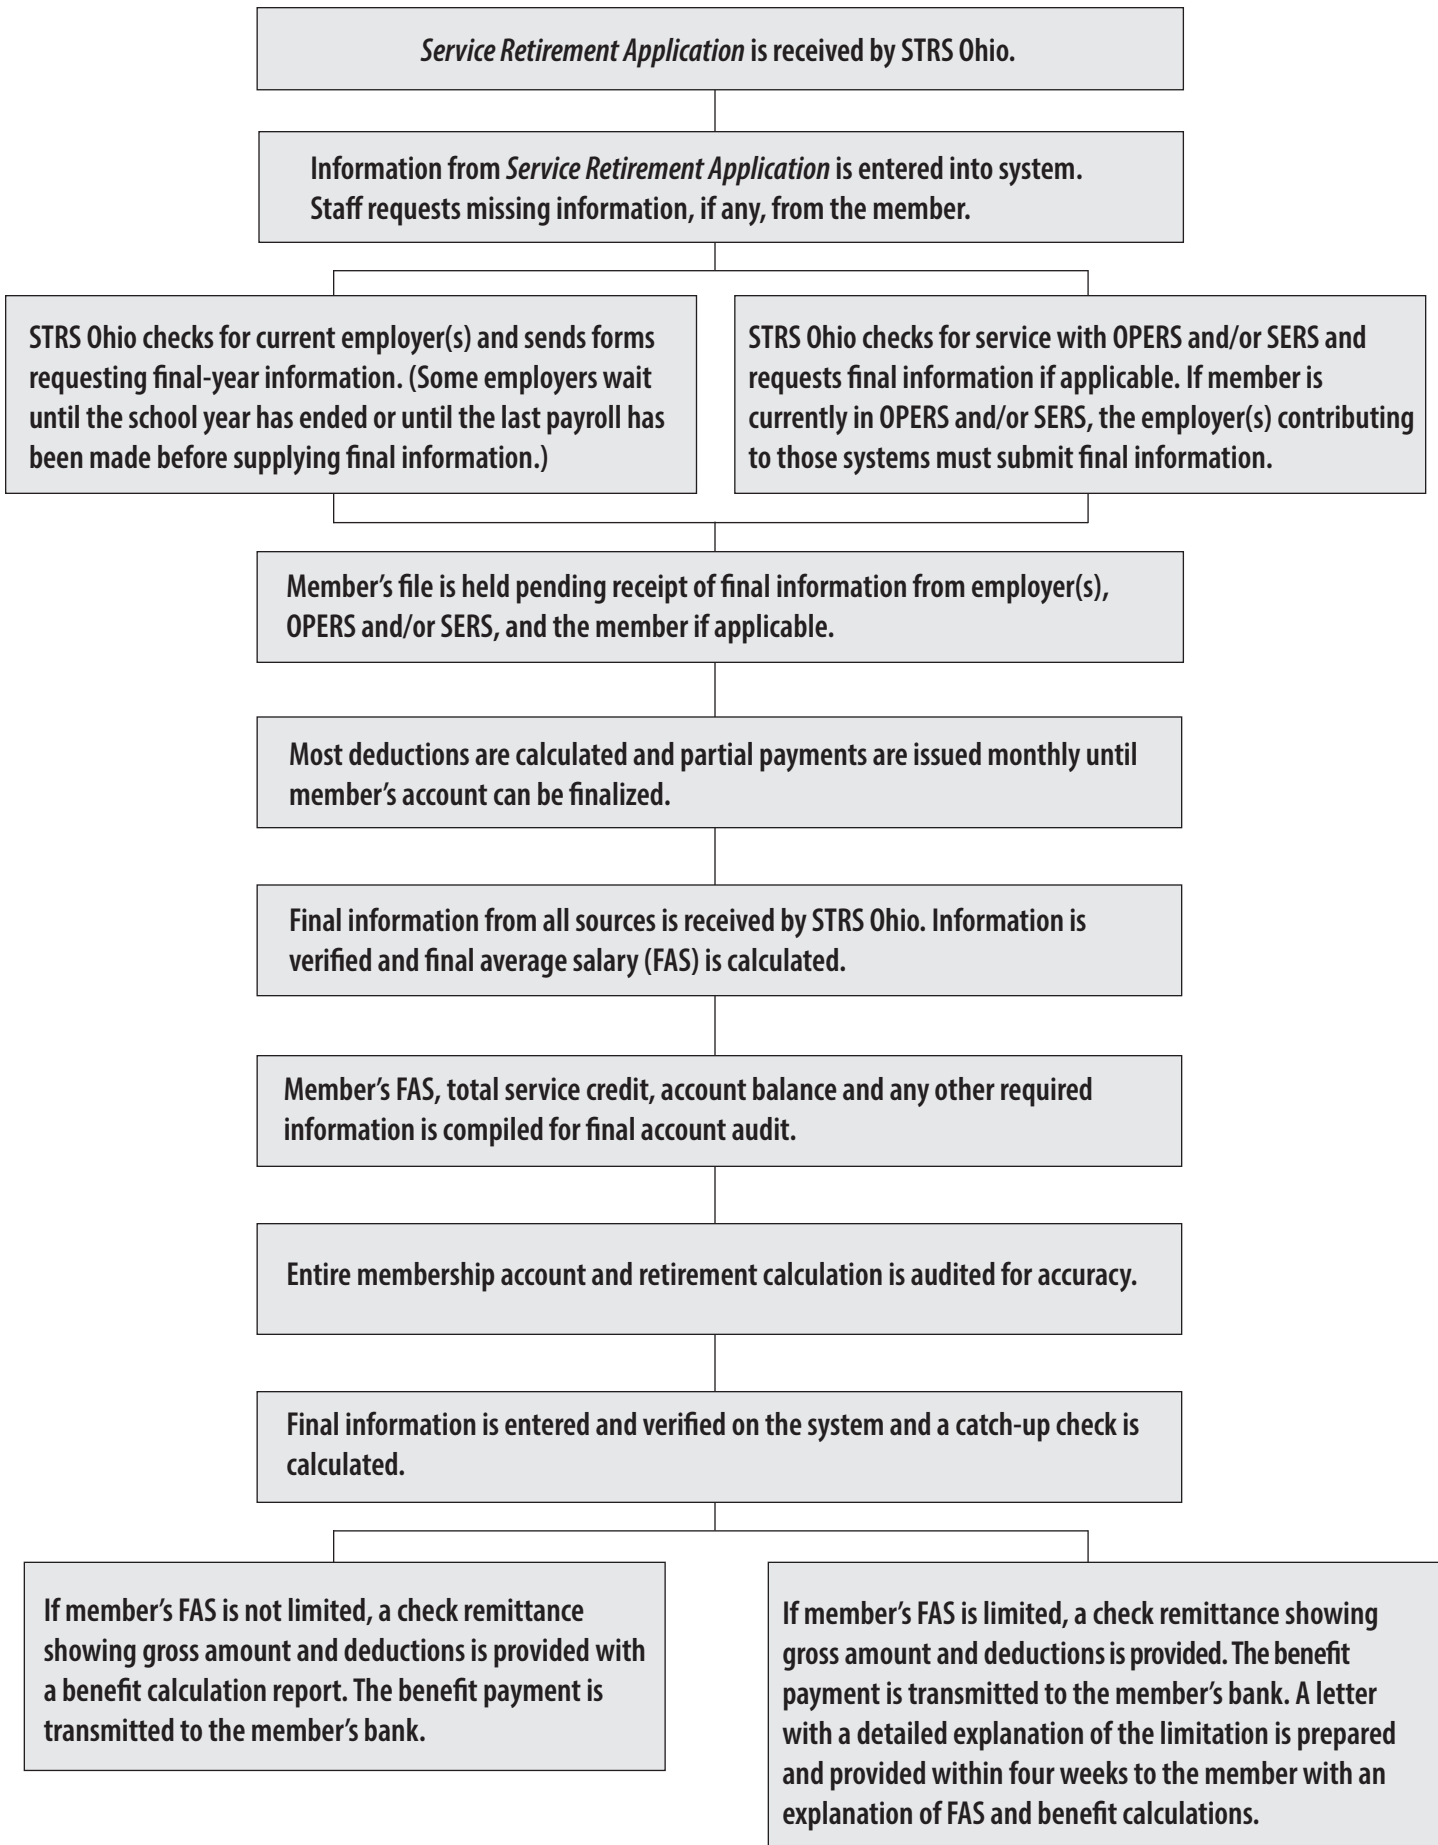 Service Retirement Application is received by STRS Ohio.
Information from Service Retirement Application is entered into system.
Staff requests missing information, if any, from the member.
STRS Ohio checks for current employer(s) and sends forms
requesting final-year information. (Some employers wait
until the school year has ended or until the last payroll has
been made before supplying final information.)
STRS Ohio checks for service with OPERS and/or SERS and
requests final information if applicable. If member is
currently in OPERS and/or SERS, the employer(s) contributing
to those systems must submit final information.
Member’s file is held pending receipt of final information from employer(s),
OPERS and/or SERS, and the member if applicable.
Most deductions are calculated and partial payments are issued monthly until
member’s account can be finalized.
Final information from all sources is received by STRS Ohio. Information is
verified and final average salary (FAS) is calculated.
Member’s FAS, total service credit, account balance and any other required
information is compiled for final account audit.
Entire membership account and retirement calculation is audited for accuracy.
Final information is entered and verified on the system and a catch-up check is
calculated.
If member’s FAS is not limited, a check remittance
showing gross amount and deductions is provided with
a benefit calculation report. The benefit payment is
transmitted to the member’s bank.
If member’s FAS is limited, a check remittance showing
gross amount and deductions is provided. The benefit
payment is transmitted to the member’s bank. A letter
with a detailed explanation of the limitation is prepared
and provided within four weeks to the member with an
explanation of FAS and benefit calculations.